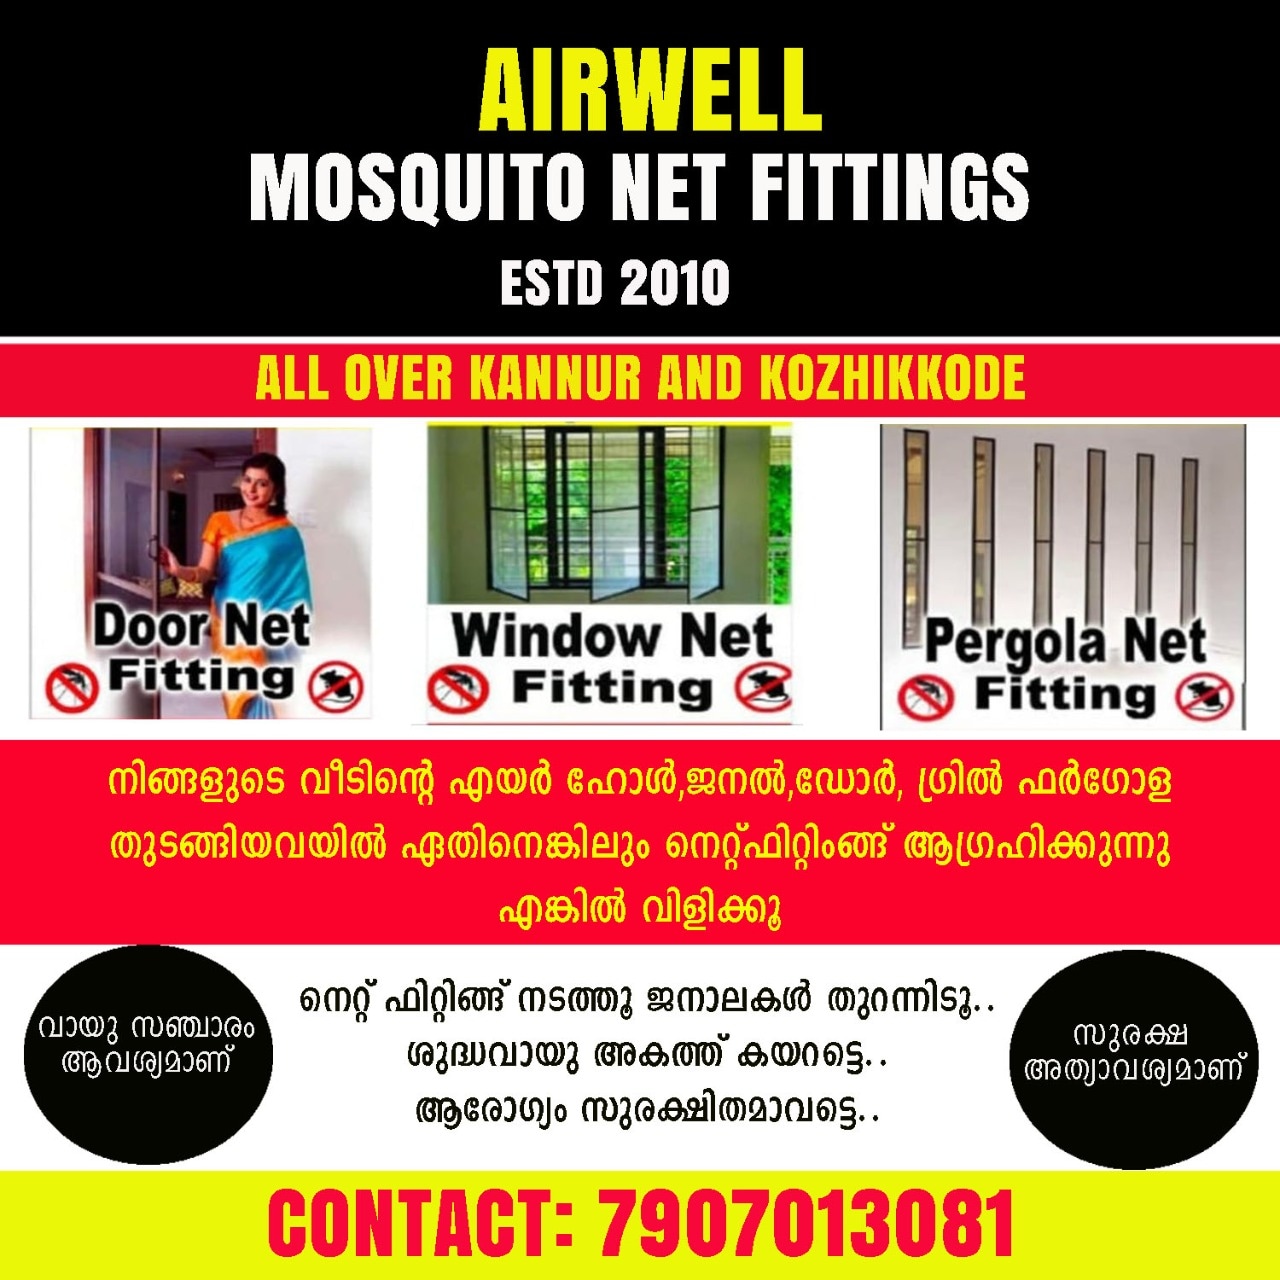 AIRWELL
MOSQUITO NET FITTINGS
ESTD 2010
ALL OVER KANNUR AND KOZHIKKODE
Door Net
Fitting
Window Net
Fitting
Pergola Net
Fitting
നിങ്ങളുടെ വീടിന്റെ എയർ ഹോൾ,ജനൽ,ഡോർ, ഗ്രിൽ ഫർഗോള
തുടങ്ങിയവയിൽ ഏതിനെങ്കിലും നെറ്റ്ഫിറ്റിംങ്ങ് ആഗ്രഹിക്കുന്നു
എങ്കിൽ വിളിക്കൂ
വായു സഞ്ചാരം
ആവശ്യമാണ്
നെറ്റ് ഫിറ്റിങ്ങ് നടത്തൂ ജനാലകൾ തുറന്നിടൂ..
ശുദ്ധവായു അകത്ത് കയറട്ടെ..
ആരോഗ്യം സുരക്ഷിതമാവട്ടെ..
സുരക്ഷ
അത്യാവശ്യമാണ്
CONTACT: 7907013081